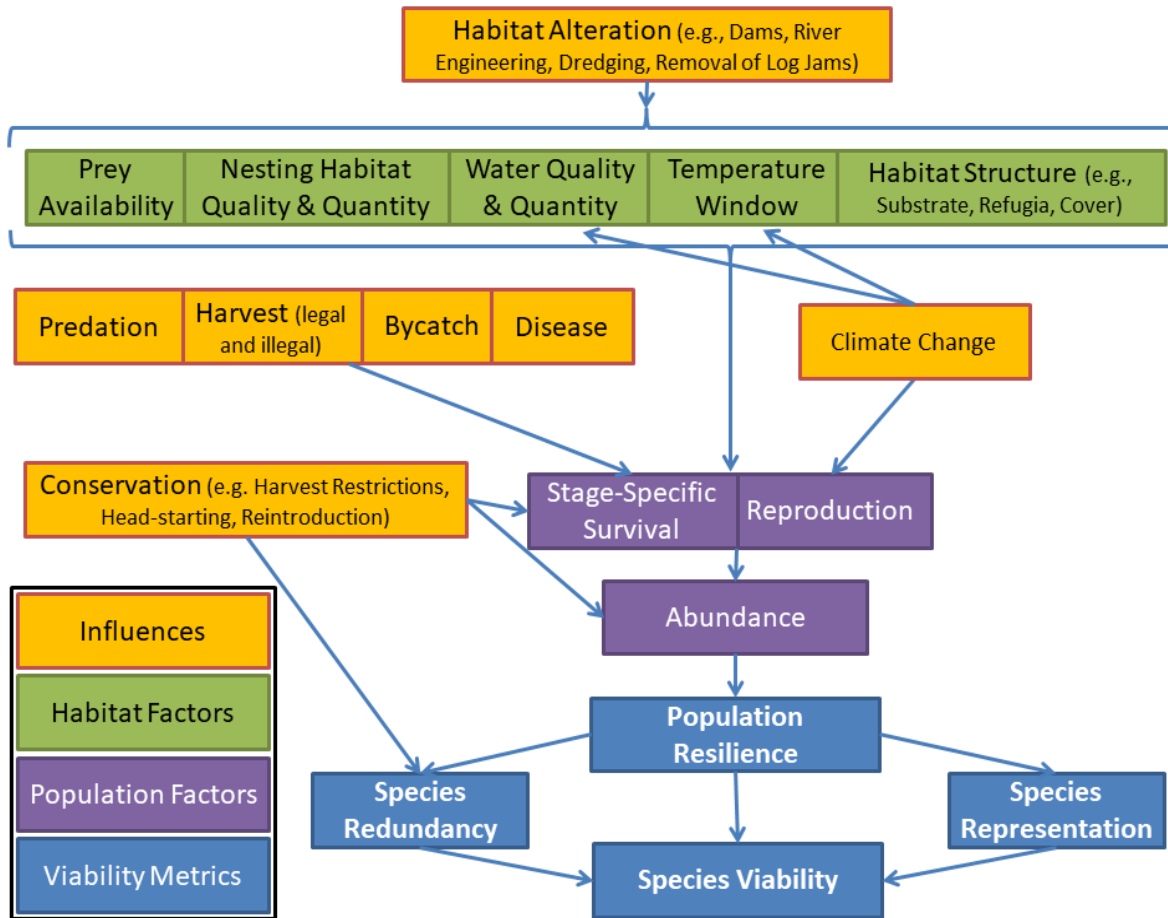 Habitat Alteration (e.g., Dams, River
Engineering, Dredging, Removal of Log Jams)
Prey
Availability
Nesting Habitat
Quality & Quantity
Water Quality
& Quantity
Temperature
Window
Habitat Structure (e.g.,
Substrate, Refugia, Cover)
Predation
Harvest (legal
and illegal)
Bycatch
Disease
Climate Change
Conservation (e.g. Harvest Restrictions,
Head-starting, Reintroduction)
Stage-Specific
Survival
Reproduction
Abundance
Influences
Habitat Factors
Population Factors
Viability Metrics
Population
Resilience
Species
Redundancy
Species
Representation
Species Viability